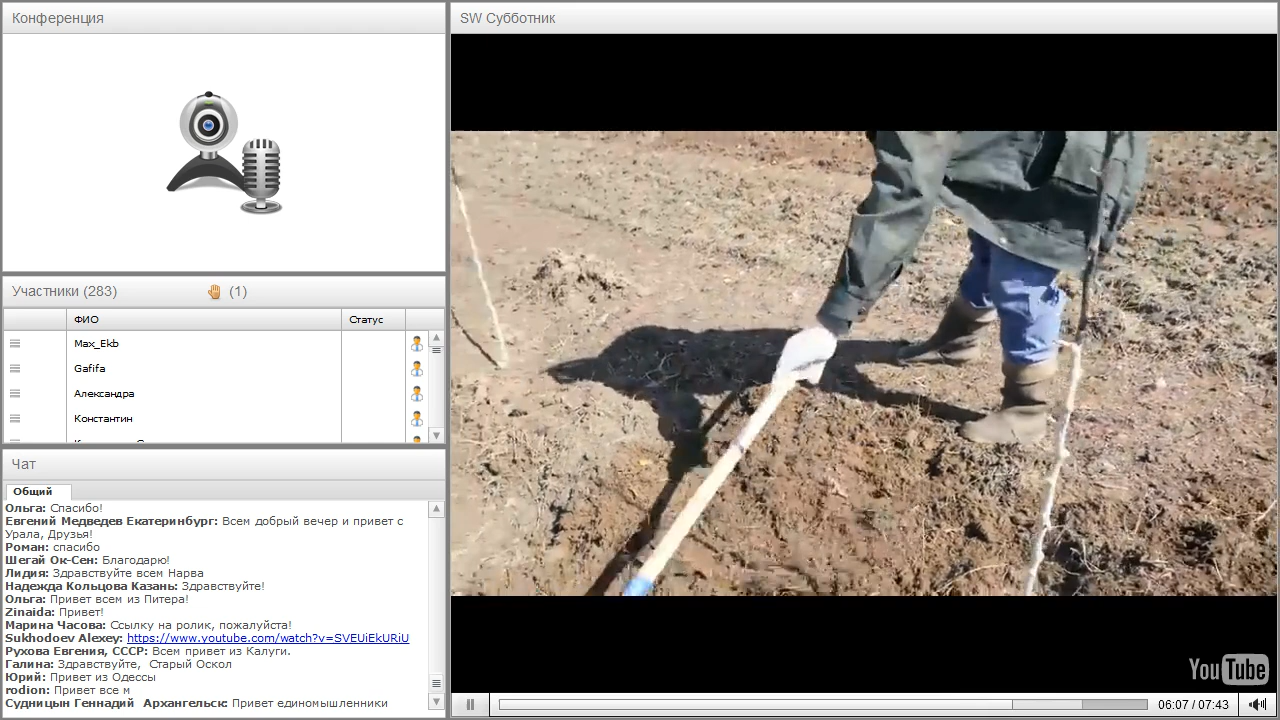 Конференция
SW Субботник
Участники (283) (1)
ФИО Статус
Max_Ekb
Gafifa
Александра
Константин
Чат
Общий
Ольга: Спасибо!
Евгений Медведев Екатеринбург: Всем добрый вечер и привет с
Урала, Друзья!
Роман: спасибо
Шегай Ок-Сен: Благодарю!
Лидия: Здравствуйте всем Нарва
Надежда Кольцова Казань: Здравствуйте!
Ольга: Привет всем из Питера!
Zinaida: Привет!
Марина Часова: Ссылку на ролик, пожалуйста!
Sukhodoev Alexey: https://www.youtube.com/watch?v=SVEUiEkURiU
Рухова Евгения, СССР: Всем привет из Калуги.
Галина: Здравствуйте,  Старый Оскол
Юрий: Привет из Одессы
rodion: Привет все м
Судницын Геннадий  Архангельск: Привет единомышленники
YouTube
06:07 / 07:43